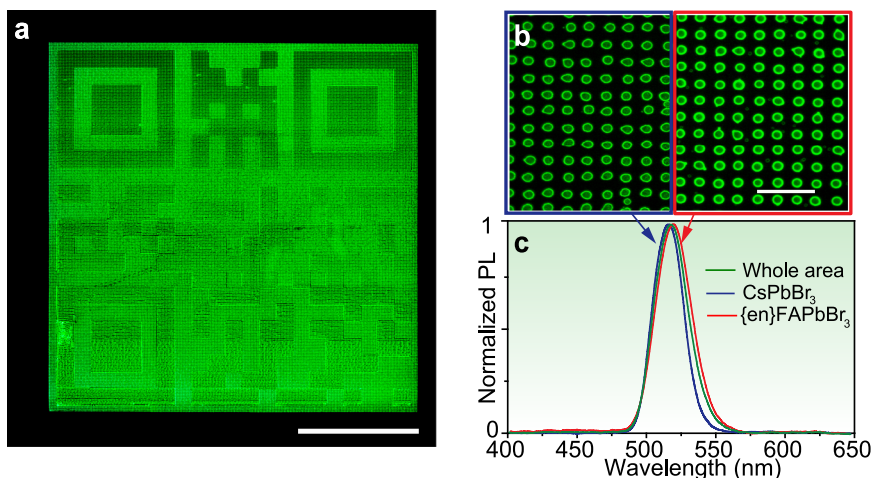 a
b
c
1
0
Normalized PL
Whole area
CsPbBr₃
{en}FAPbBr₃
400 450 500 550 600 650
Wavelength (nm)